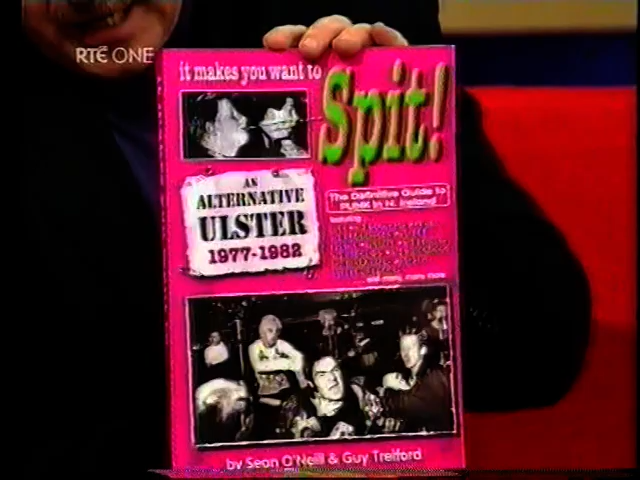 RTÉ ONE
it makes you want to
Spit!
AN
ALTERNATIVE
ULSTER
1977-1982
The Definitive Guide to
PUNK in N. Ireland
featuring
and many, many more
by Sean O'Neill & Guy Trelford